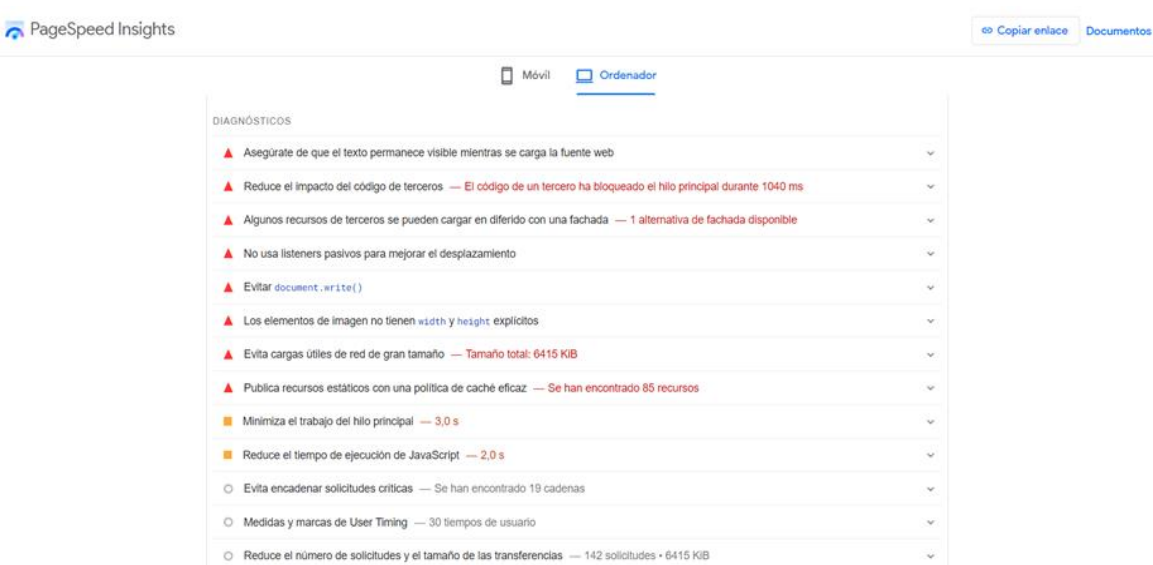 PageSpeed Insights
Copiar enlace
Documentos
Móvil
Ordenador
DIAGNÓSTICOS
Asegúrate de que el texto permanece visible mientras se carga la fuente web
Reduce el impacto del código de terceros — El código de un tercero ha bloqueado el hilo principal durante 1040 ms
Algunos recursos de terceros se pueden cargar en diferido con una fachada — 1 alternativa de fachada disponible
No usa listeners pasivos para mejorar el desplazamiento
Evitar document.write()
Los elementos de imagen no tienen width y height explícitos
Evita cargas útiles de red de gran tamaño — Tamaño total: 6415 KiB
Publica recursos estáticos con una política de caché eficaz — Se han encontrado 85 recursos
Minimiza el trabajo del hilo principal — 3,0 s
Reduce el tiempo de ejecución de JavaScript — 2,0 s
Evita encadenar solicitudes críticas — Se han encontrado 19 cadenas
Medidas y marcas de User Timing — 30 tiempos de usuario
Reduce el número de solicitudes y el tamaño de las transferencias — 142 solicitudes • 6415 KiB